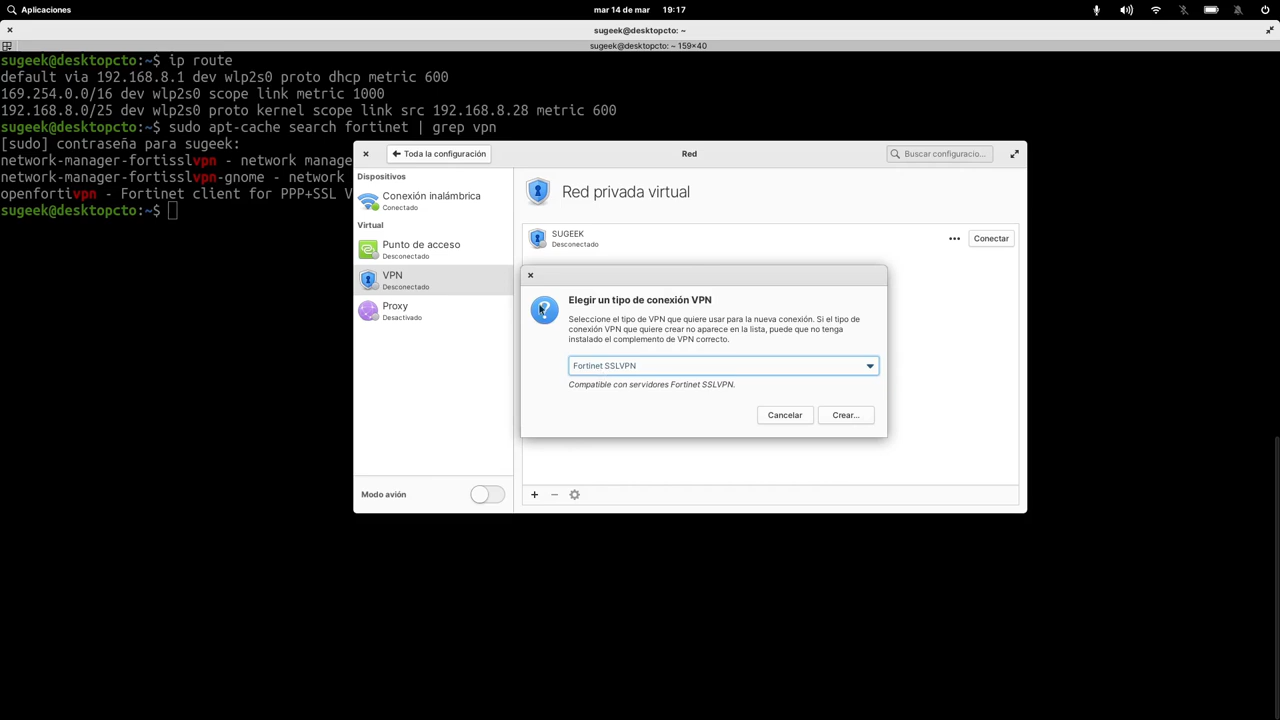 Aplicaciones
mar 14 de mar 19:17
sugeek@desktopcto: ~
sugeek@desktopcto: ~ 159×40
sugeek@desktopcto:~$ ip route
default via 192.168.8.1 dev wlp2s0 proto dhcp metric 600
169.254.0.0/16 dev wlp2s0 scope link metric 1000
192.168.8.0/25 dev wlp2s0 proto kernel scope link src 192.168.8.28 metric 600
sugeek@desktopcto:~$ sudo apt-cache search fortinet | grep vpn
[sudo] contraseña para sugeek:
network-manager-fortisslvpn - network manage
network-manager-fortisslvpn-gnome - network
openfortivpn - Fortinet client for PPP+SSL V
sugeek@desktopcto:~$
Toda la configuración
Red
Buscar configuracio...
Dispositivos
Conexión inalámbrica
Conectado
Virtual
Punto de acceso
Desconectado
VPN
Desconectado
Proxy
Desactivado
Modo avión
Red privada virtual
SUGEEK
Desconectado
Conectar
Elegir un tipo de conexión VPN
Seleccione el tipo de VPN que quiere usar para la nueva conexión. Si el tipo de
conexión VPN que quiere crear no aparece en la lista, puede que no tenga
instalado el complemento de VPN correcto.
Fortinet SSLVPN
Compatible con servidores Fortinet SSLVPN.
Cancelar
Crear...